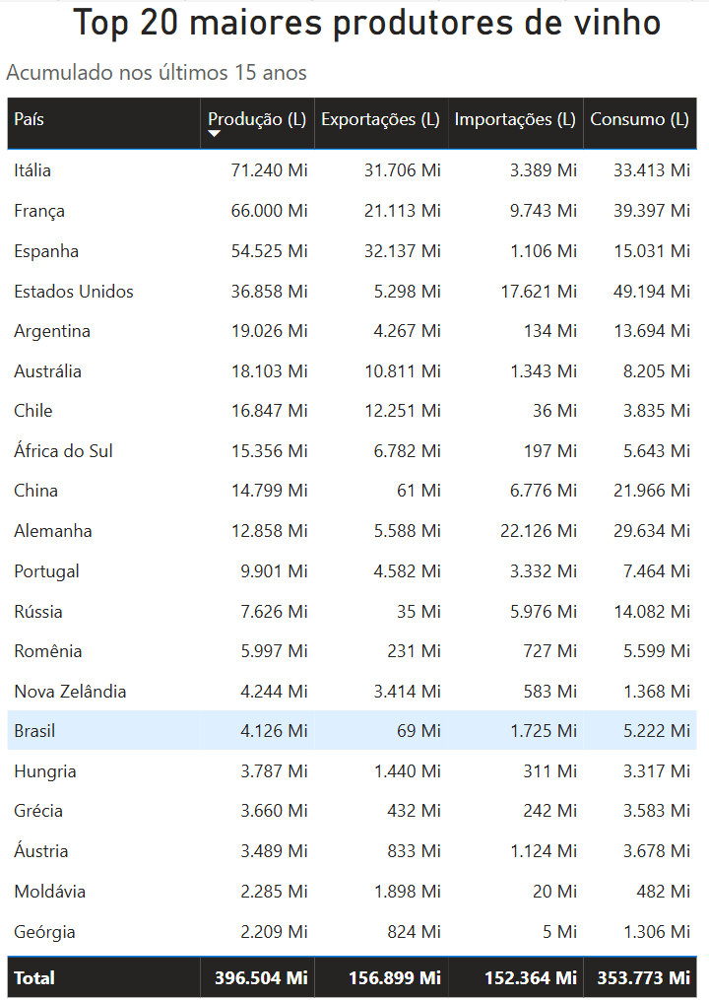 Top 20 maiores produtores de vinho
Acumulado nos últimos 15 anos
País Produção (L) Exportações (L) Importações (L) Consumo (L)
Itália 71.240 Mi 31.706 Mi 3.389 Mi 33.413 Mi
França 66.000 Mi 21.113 Mi 9.743 Mi 39.397 Mi
Espanha 54.525 Mi 32.137 Mi 1.106 Mi 15.031 Mi
Estados Unidos 36.858 Mi 5.298 Mi 17.621 Mi 49.194 Mi
Argentina 19.026 Mi 4.267 Mi 134 Mi 13.694 Mi
Austrália 18.103 Mi 10.811 Mi 1.343 Mi 8.205 Mi
Chile 16.847 Mi 12.251 Mi 36 Mi 3.835 Mi
África do Sul 15.356 Mi 6.782 Mi 197 Mi 5.643 Mi
China 14.799 Mi 61 Mi 6.776 Mi 21.966 Mi
Alemanha 12.858 Mi 5.588 Mi 22.126 Mi 29.634 Mi
Portugal 9.901 Mi 4.582 Mi 3.332 Mi 7.464 Mi
Rússia 7.626 Mi 35 Mi 5.976 Mi 14.082 Mi
Romênia 5.997 Mi 231 Mi 727 Mi 5.599 Mi
Nova Zelândia 4.244 Mi 3.414 Mi 583 Mi 1.368 Mi
Brasil 4.126 Mi 69 Mi 1.725 Mi 5.222 Mi
Hungria 3.787 Mi 1.440 Mi 311 Mi 3.317 Mi
Grécia 3.660 Mi 432 Mi 242 Mi 3.583 Mi
Áustria 3.489 Mi 833 Mi 1.124 Mi 3.678 Mi
Moldávia 2.285 Mi 1.898 Mi 20 Mi 482 Mi
Geórgia 2.209 Mi 824 Mi 5 Mi 1.306 Mi
Total 396.504 Mi 156.899 Mi 152.364 Mi 353.773 Mi